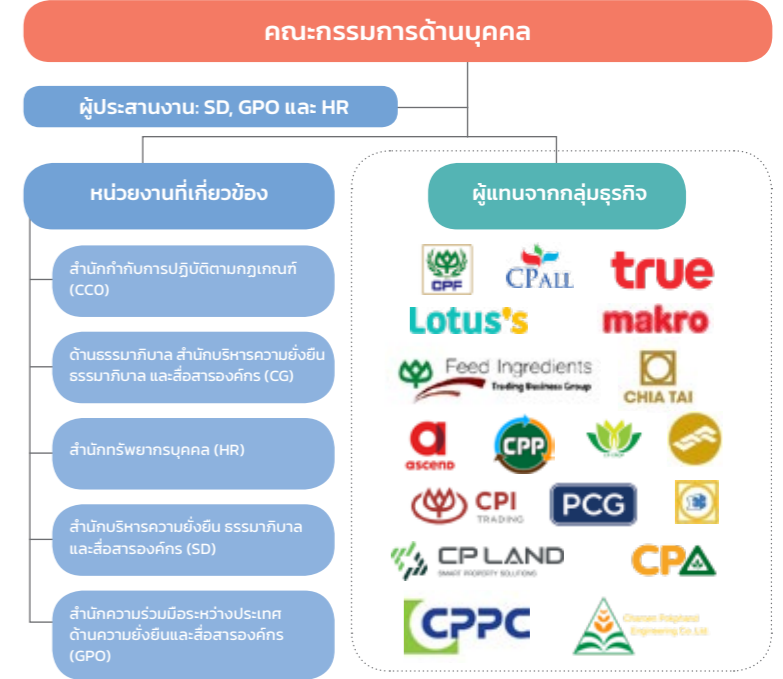 คณะกรรมการด้านบุคคล
ผู้ประสานงาน: SD, GPO และ HR
หน่วยงานที่เกี่ยวข้อง
สำนักกำกับการปฏิบัติตามกฎเกณฑ์
(CCO)
ด้านธรรมาภิบาล สำนักบริหารความยั่งยืน
ธรรมาภิบาล และสื่อสารองค์กร (CG)
สำนักทรัพยากรบุคคล (HR)
สำนักบริหารความยั่งยืน ธรรมาภิบาล
และสื่อสารองค์กร (SD)
สำนักความร่วมมือระหว่างประเทศ
ด้านความยั่งยืนและสื่อสารองค์กร
(GPO)
ผู้แทนจากกลุ่มธุรกิจ
CPF
CPALL
true
Lotus's
makro
Feed Ingredients
Trading Business Group
CHIA TAI
ascend
CPP
CPI
TRADING
PCG
CP LAND
SMART PROPERTY SOLUTIONS
CPA
CPPC
Engineering Co.,Ltd.